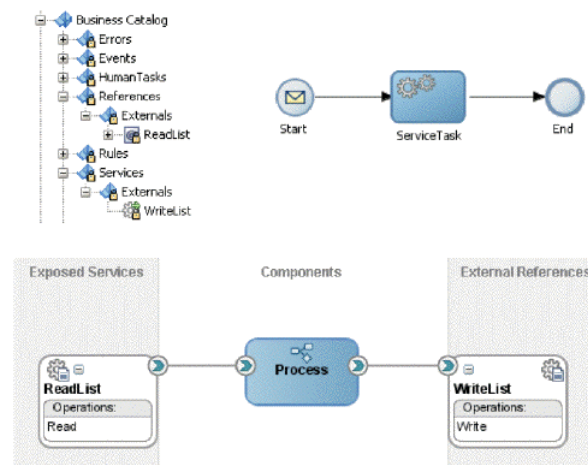 Business Catalog
Errors
Events
HumanTasks
References
Externals
ReadList
Rules
Services
Externals
WriteList
Start
ServiceTask
End
Exposed Services
Components
External References
ReadList
Operations:
Read
Process
WriteList
Operations:
Write